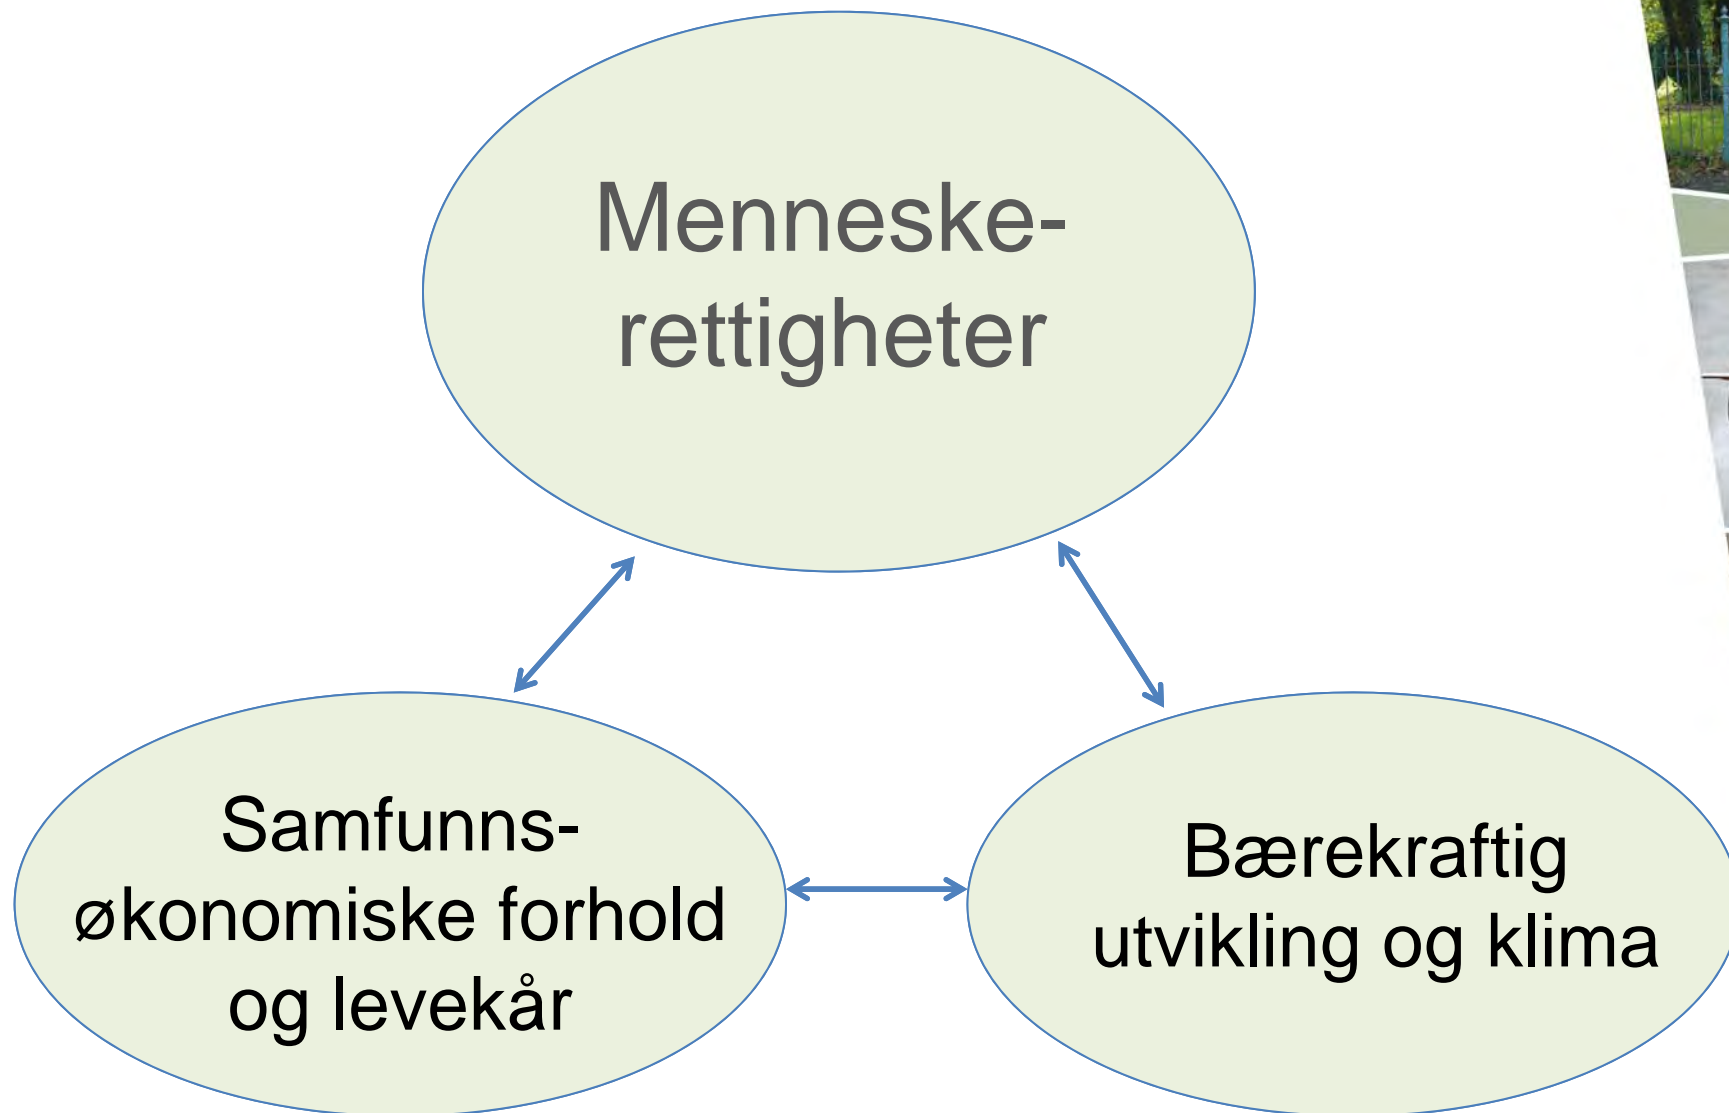 Menneske-
rettigheter
Samfunns-
økonomiske forhold
og levekår
Bærekraftig
utvikling og klima